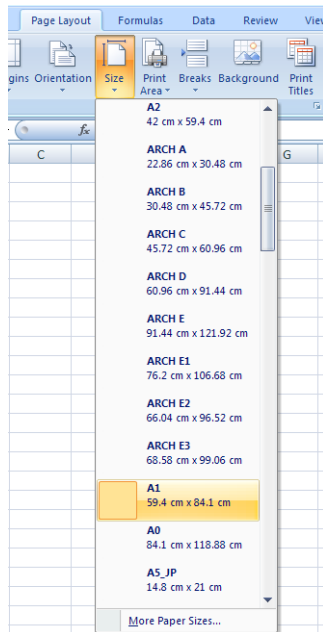 Page Layout Formulas Data Review Vie
gins Orientation Size Print Area Breaks Background Print Titles
fx
C G
A2
42 cm x 59.4 cm
ARCH A
22.86 cm x 30.48 cm
ARCH B
30.48 cm x 45.72 cm
ARCH C
45.72 cm x 60.96 cm
ARCH D
60.96 cm x 91.44 cm
ARCH E
91.44 cm x 121.92 cm
ARCH E1
76.2 cm x 106.68 cm
ARCH E2
66.04 cm x 96.52 cm
ARCH E3
68.58 cm x 99.06 cm
A1
59.4 cm x 84.1 cm
A0
84.1 cm x 118.88 cm
A5_JP
14.8 cm x 21 cm
More Paper Sizes...